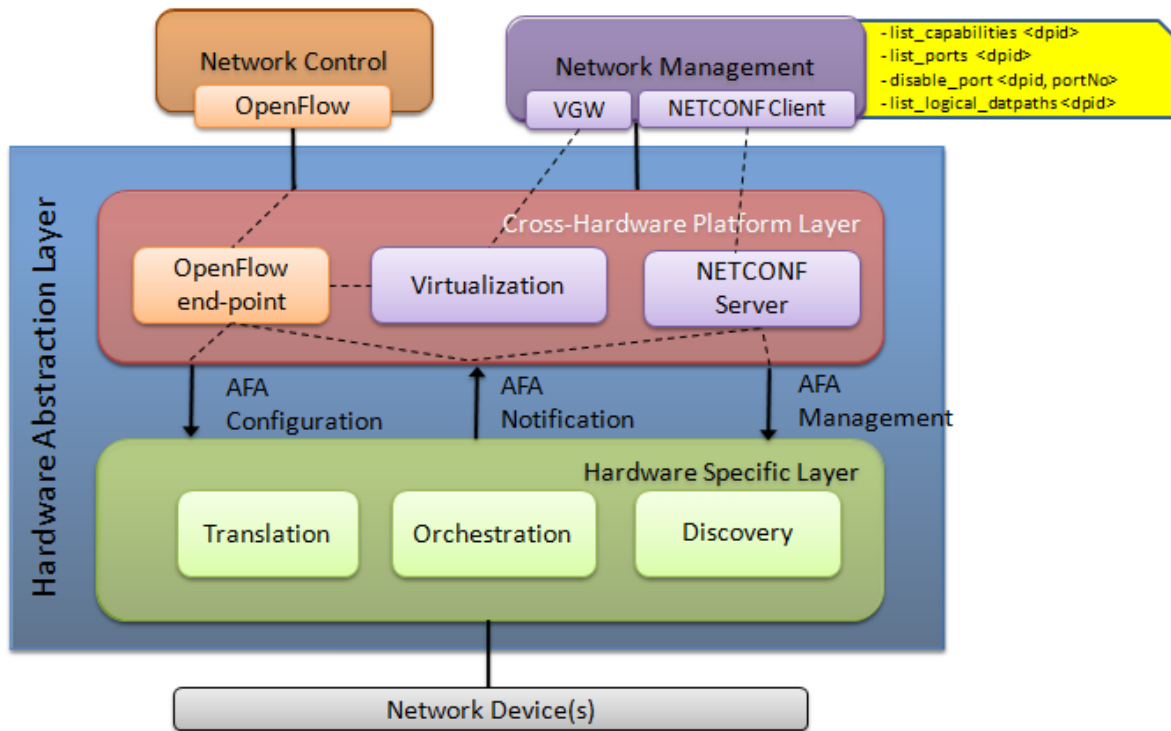 Network Control
OpenFlow
Network Management
VGW
NETCONF Client
- list_capabilities <dpid>
- list_ports <dpid>
- disable_port <dpid, portNo>
- list_logical_datpaths <dpid>
Hardware Abstraction Layer
Cross-Hardware Platform Layer
OpenFlow
end-point
Virtualization
NETCONF
Server
AFA
Configuration
AFA
Notification
AFA
Management
Hardware Specific Layer
Translation
Orchestration
Discovery
Network Device(s)